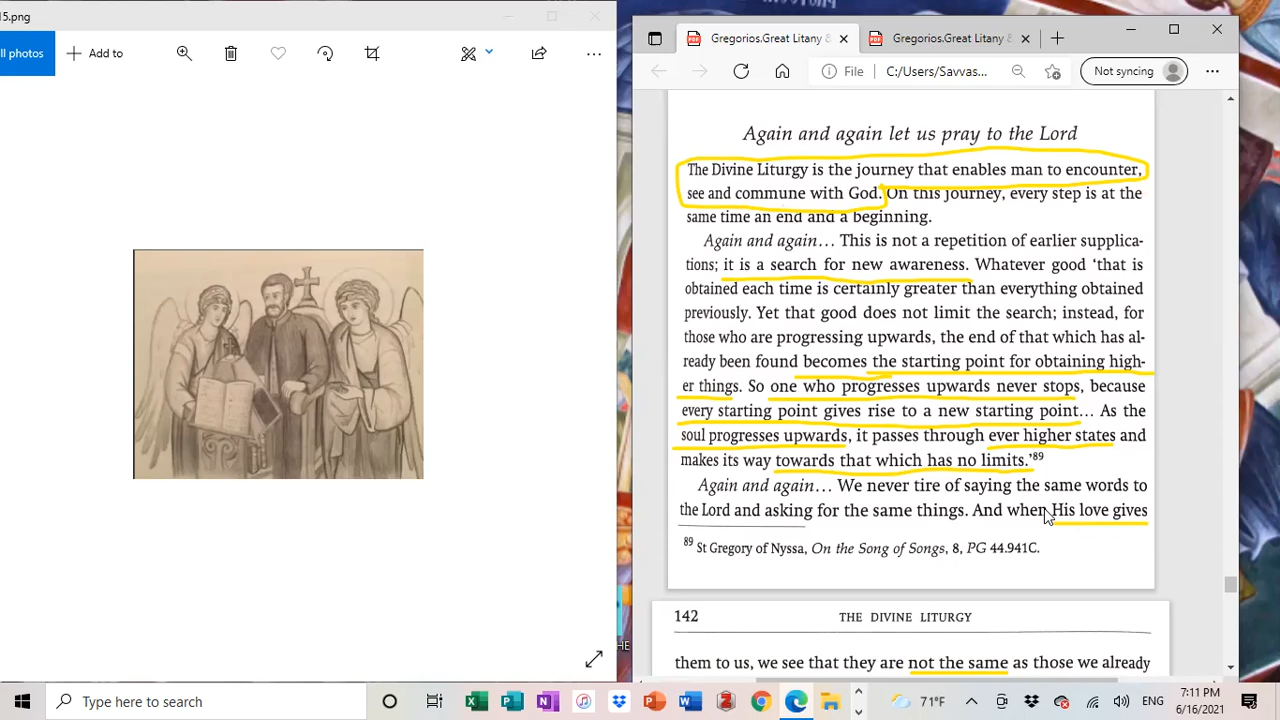 5.png
ll photos
Add to
Gregorios.Great Litany &
Gregorios.Great Litany &
File
C:/Users/Savvas...
Not syncing
Again and again let us pray to the Lord
The Divine Liturgy is the journey that enables man to encounter,
see and commune with God. On this journey, every step is at the
same time an end and a beginning.
Again and again... This is not a repetition of earlier supplica-
tions; it is a search for new awareness. Whatever good ‘that is
obtained each time is certainly greater than everything obtained
previously. Yet that good does not limit the search; instead, for
those who are progressing upwards, the end of that which has al-
ready been found becomes the starting point for obtaining high-
er things. So one who progresses upwards never stops, because
every starting point gives rise to a new starting point... As the
soul progresses upwards, it passes through ever higher states and
makes its way towards that which has no limits.’89
Again and again... We never tire of saying the same words to
the Lord and asking for the same things. And when His love gives
89 St Gregory of Nyssa, On the Song of Songs, 8, PG 44.941C.
142 THE DIVINE LITURGY
them to us, we see that they are not the same as those we already
HE
Type here to search
71°F
ENG
7:11 PM
6/16/2021